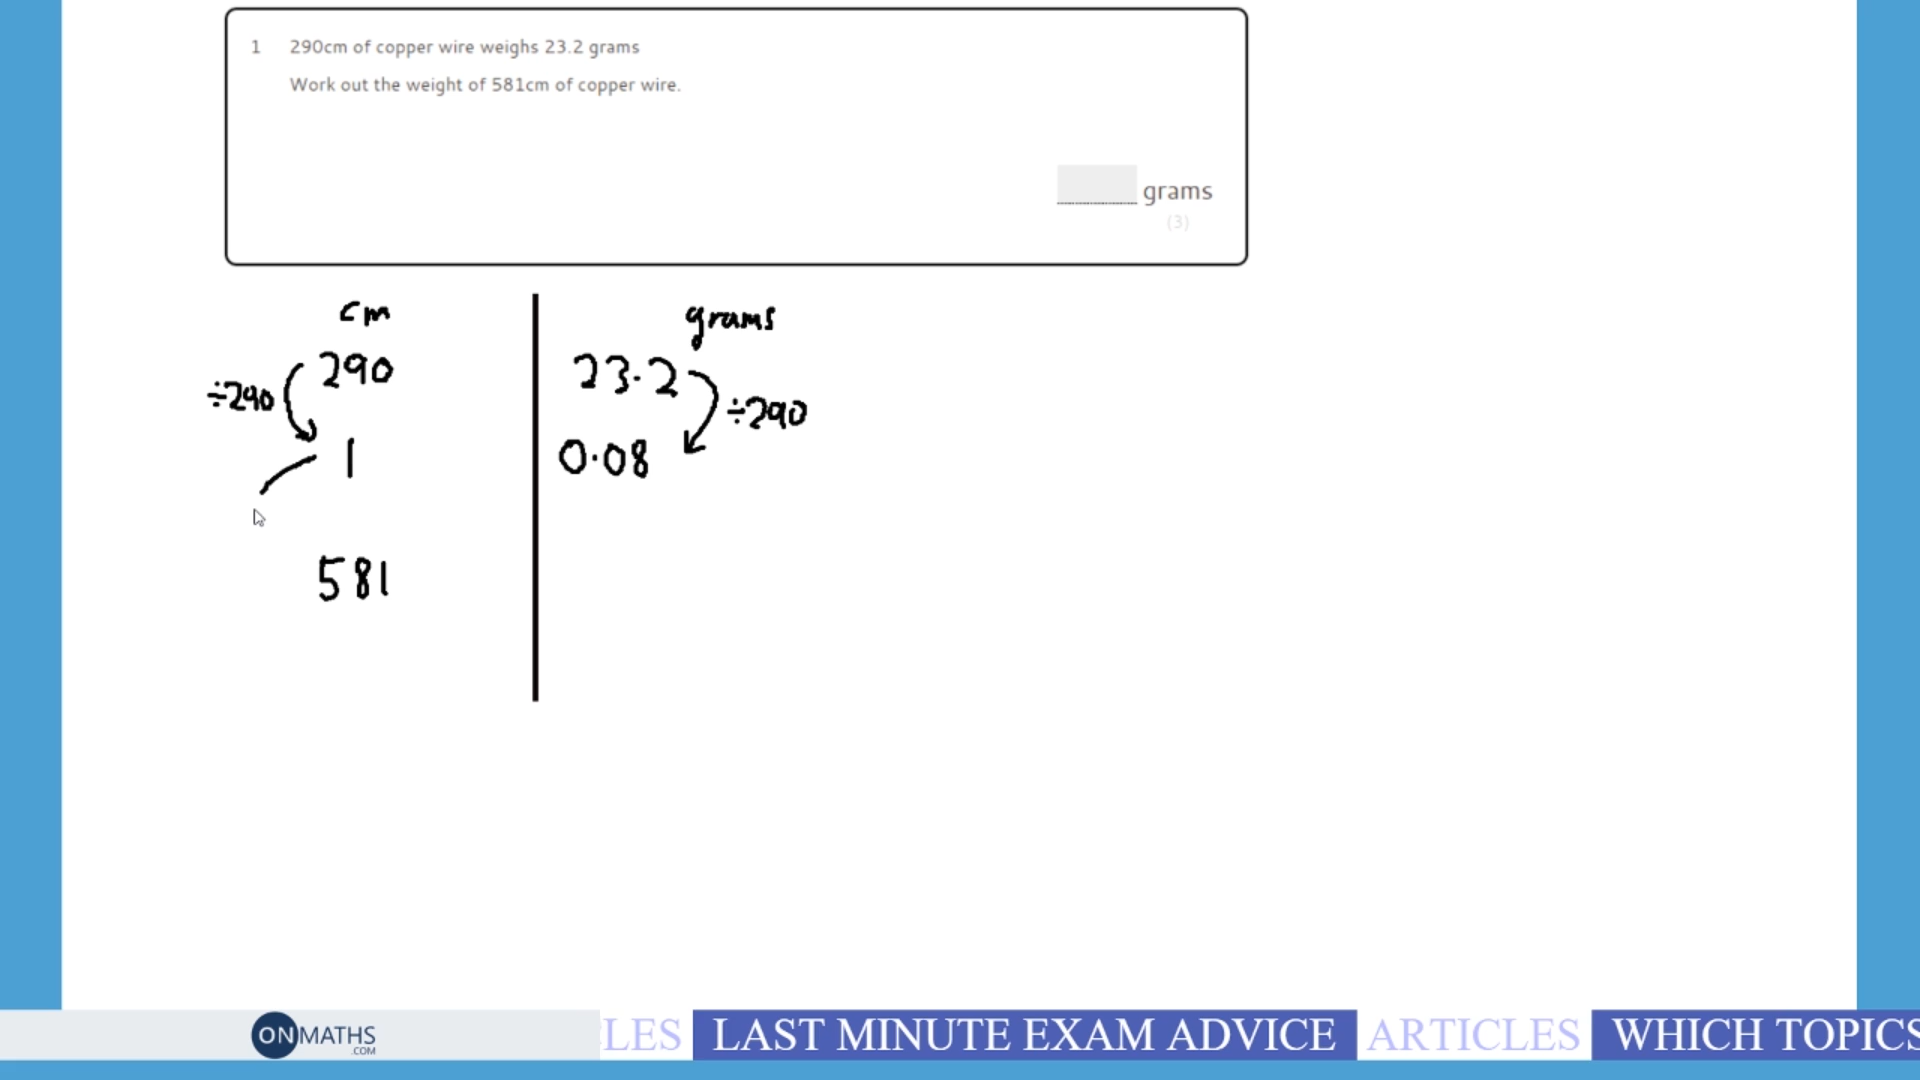 1 290cm of copper wire weighs 23.2 grams
Work out the weight of 581cm of copper wire.
grams
(3)
cm grams
290 23.2
÷290 ÷290
1 0.08
581
ONMATHS
.COM
CLES LAST MINUTE EXAM ADVICE ARTICLES WHICH TOPICS